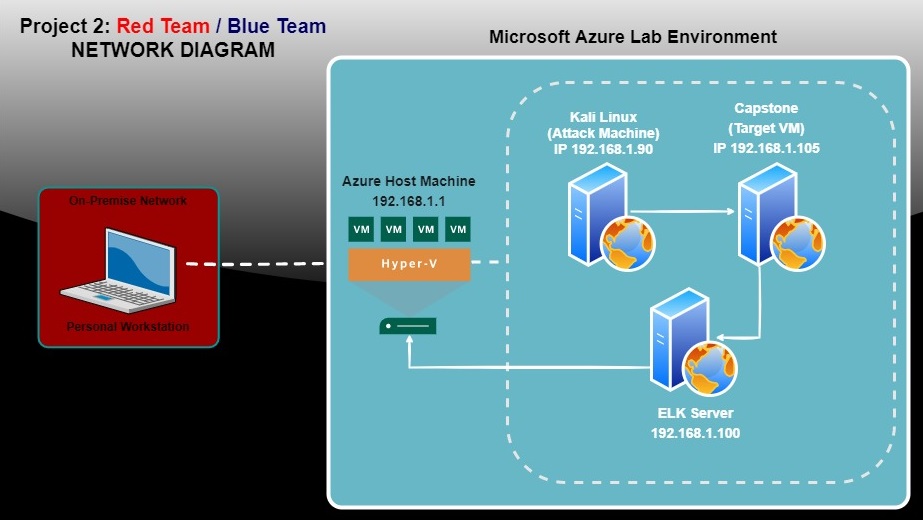 Project 2: Red Team / Blue Team
NETWORK DIAGRAM
Microsoft Azure Lab Environment
On-Premise Network
Personal Workstation
Azure Host Machine
192.168.1.1
VM VM VM VM
Hyper-V
Kali Linux
(Attack Machine)
IP 192.168.1.90
Capstone
(Target VM)
IP 192.168.1.105
ELK Server
192.168.1.100